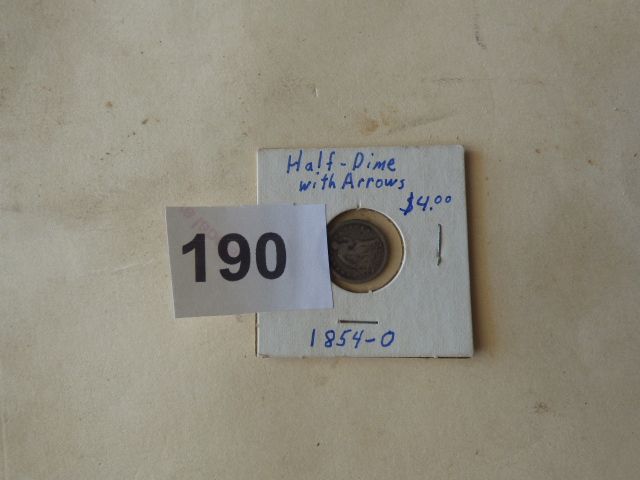 Half-Dime
with Arrows
$4.00
190
1854-O